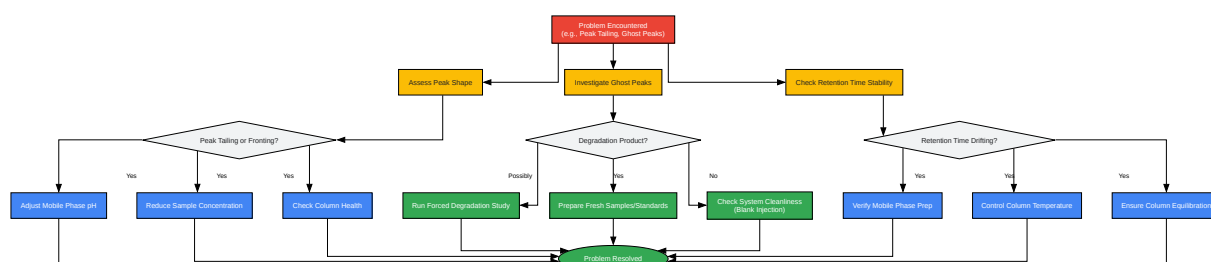 Problem Encountered
(e.g., Peak Tailing, Ghost Peaks)
Assess Peak Shape
Investigate Ghost Peaks
Check Retention Time Stability
Peak Tailing or Fronting?
Degradation Product?
Retention Time Drifting?
Yes
Yes
Yes
Possibly
Yes
No
Yes
Yes
Yes
Adjust Mobile Phase pH
Reduce Sample Concentration
Check Column Health
Run Forced Degradation Study
Prepare Fresh Samples/Standards
Check System Cleanliness
(Blank Injection)
Verify Mobile Phase Prep
Control Column Temperature
Ensure Column Equilibration
Problem Resolved